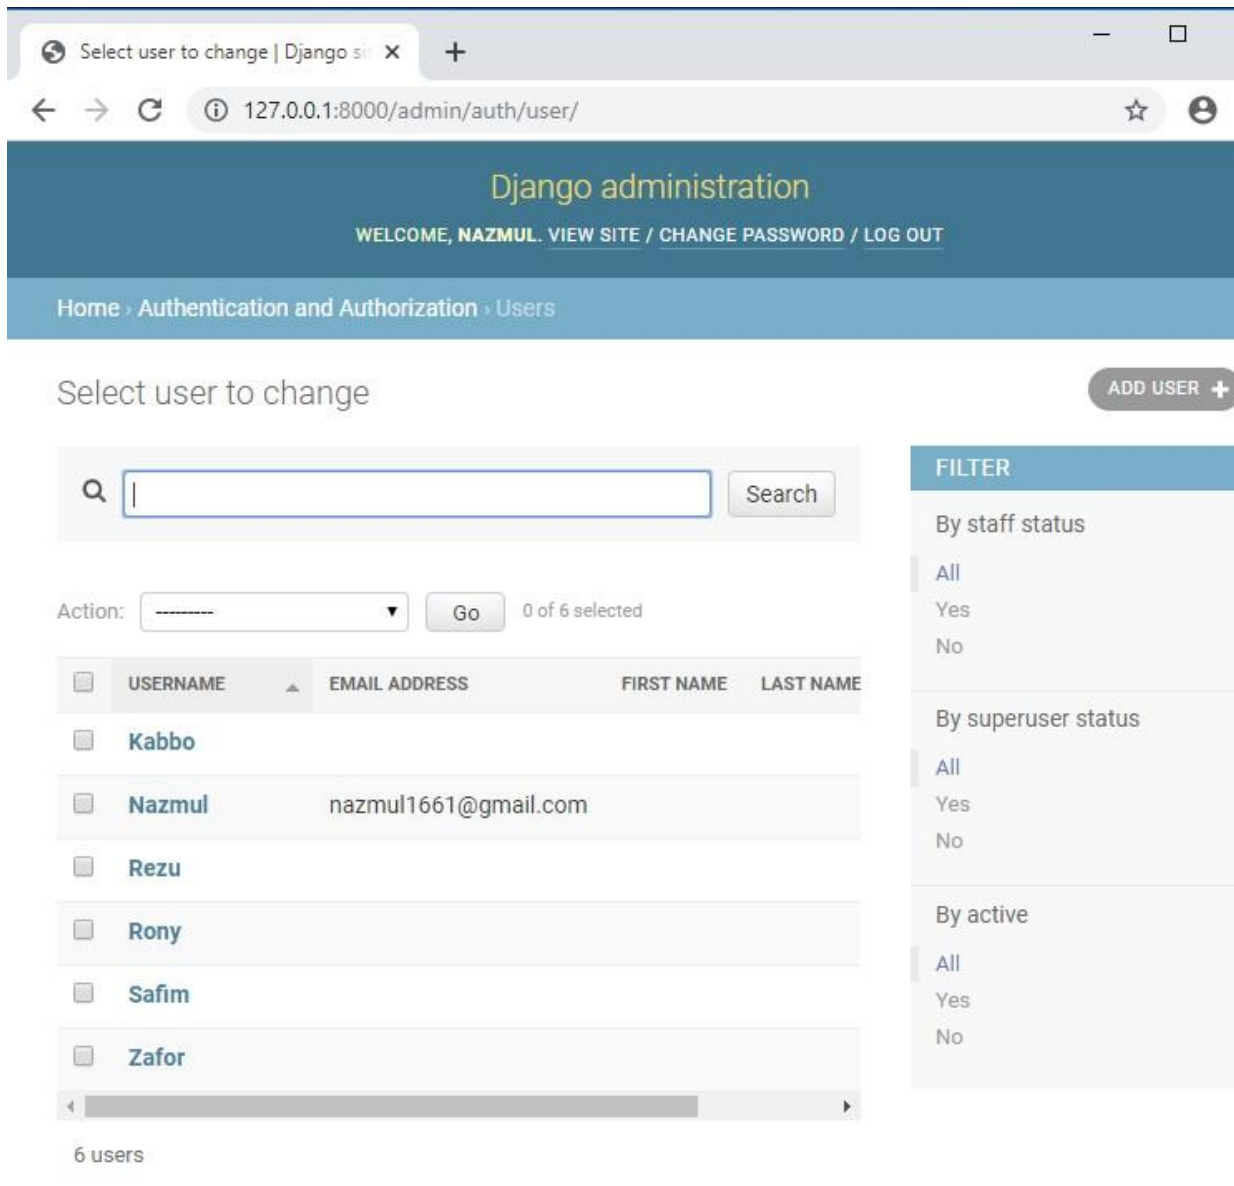 Select user to change | Django si
127.0.0.1:8000/admin/auth/user/
Django administration
WELCOME, NAZMUL. VIEW SITE / CHANGE PASSWORD / LOG OUT
Home › Authentication and Authorization › Users
Select user to change
ADD USER +
Search
Action: --------- Go 0 of 6 selected
USERNAME EMAIL ADDRESS FIRST NAME LAST NAME
Kabbo
Nazmul nazmul1661@gmail.com
Rezu
Rony
Safim
Zafor
6 users
FILTER
By staff status
All
Yes
No
By superuser status
All
Yes
No
By active
All
Yes
No